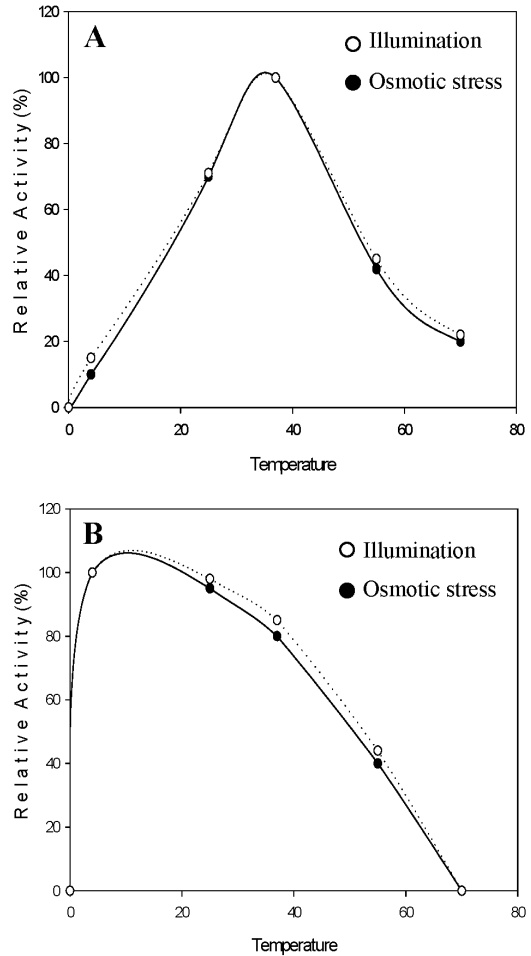 A
Illumination
Osmotic stress
120
100
80
60
40
20
0
Relative Activity (%)
0 20 40 60 80
Temperature
B
Illumination
Osmotic stress
120
100
80
60
40
20
0
Relative Activity (%)
0 20 40 60 80
Temperature